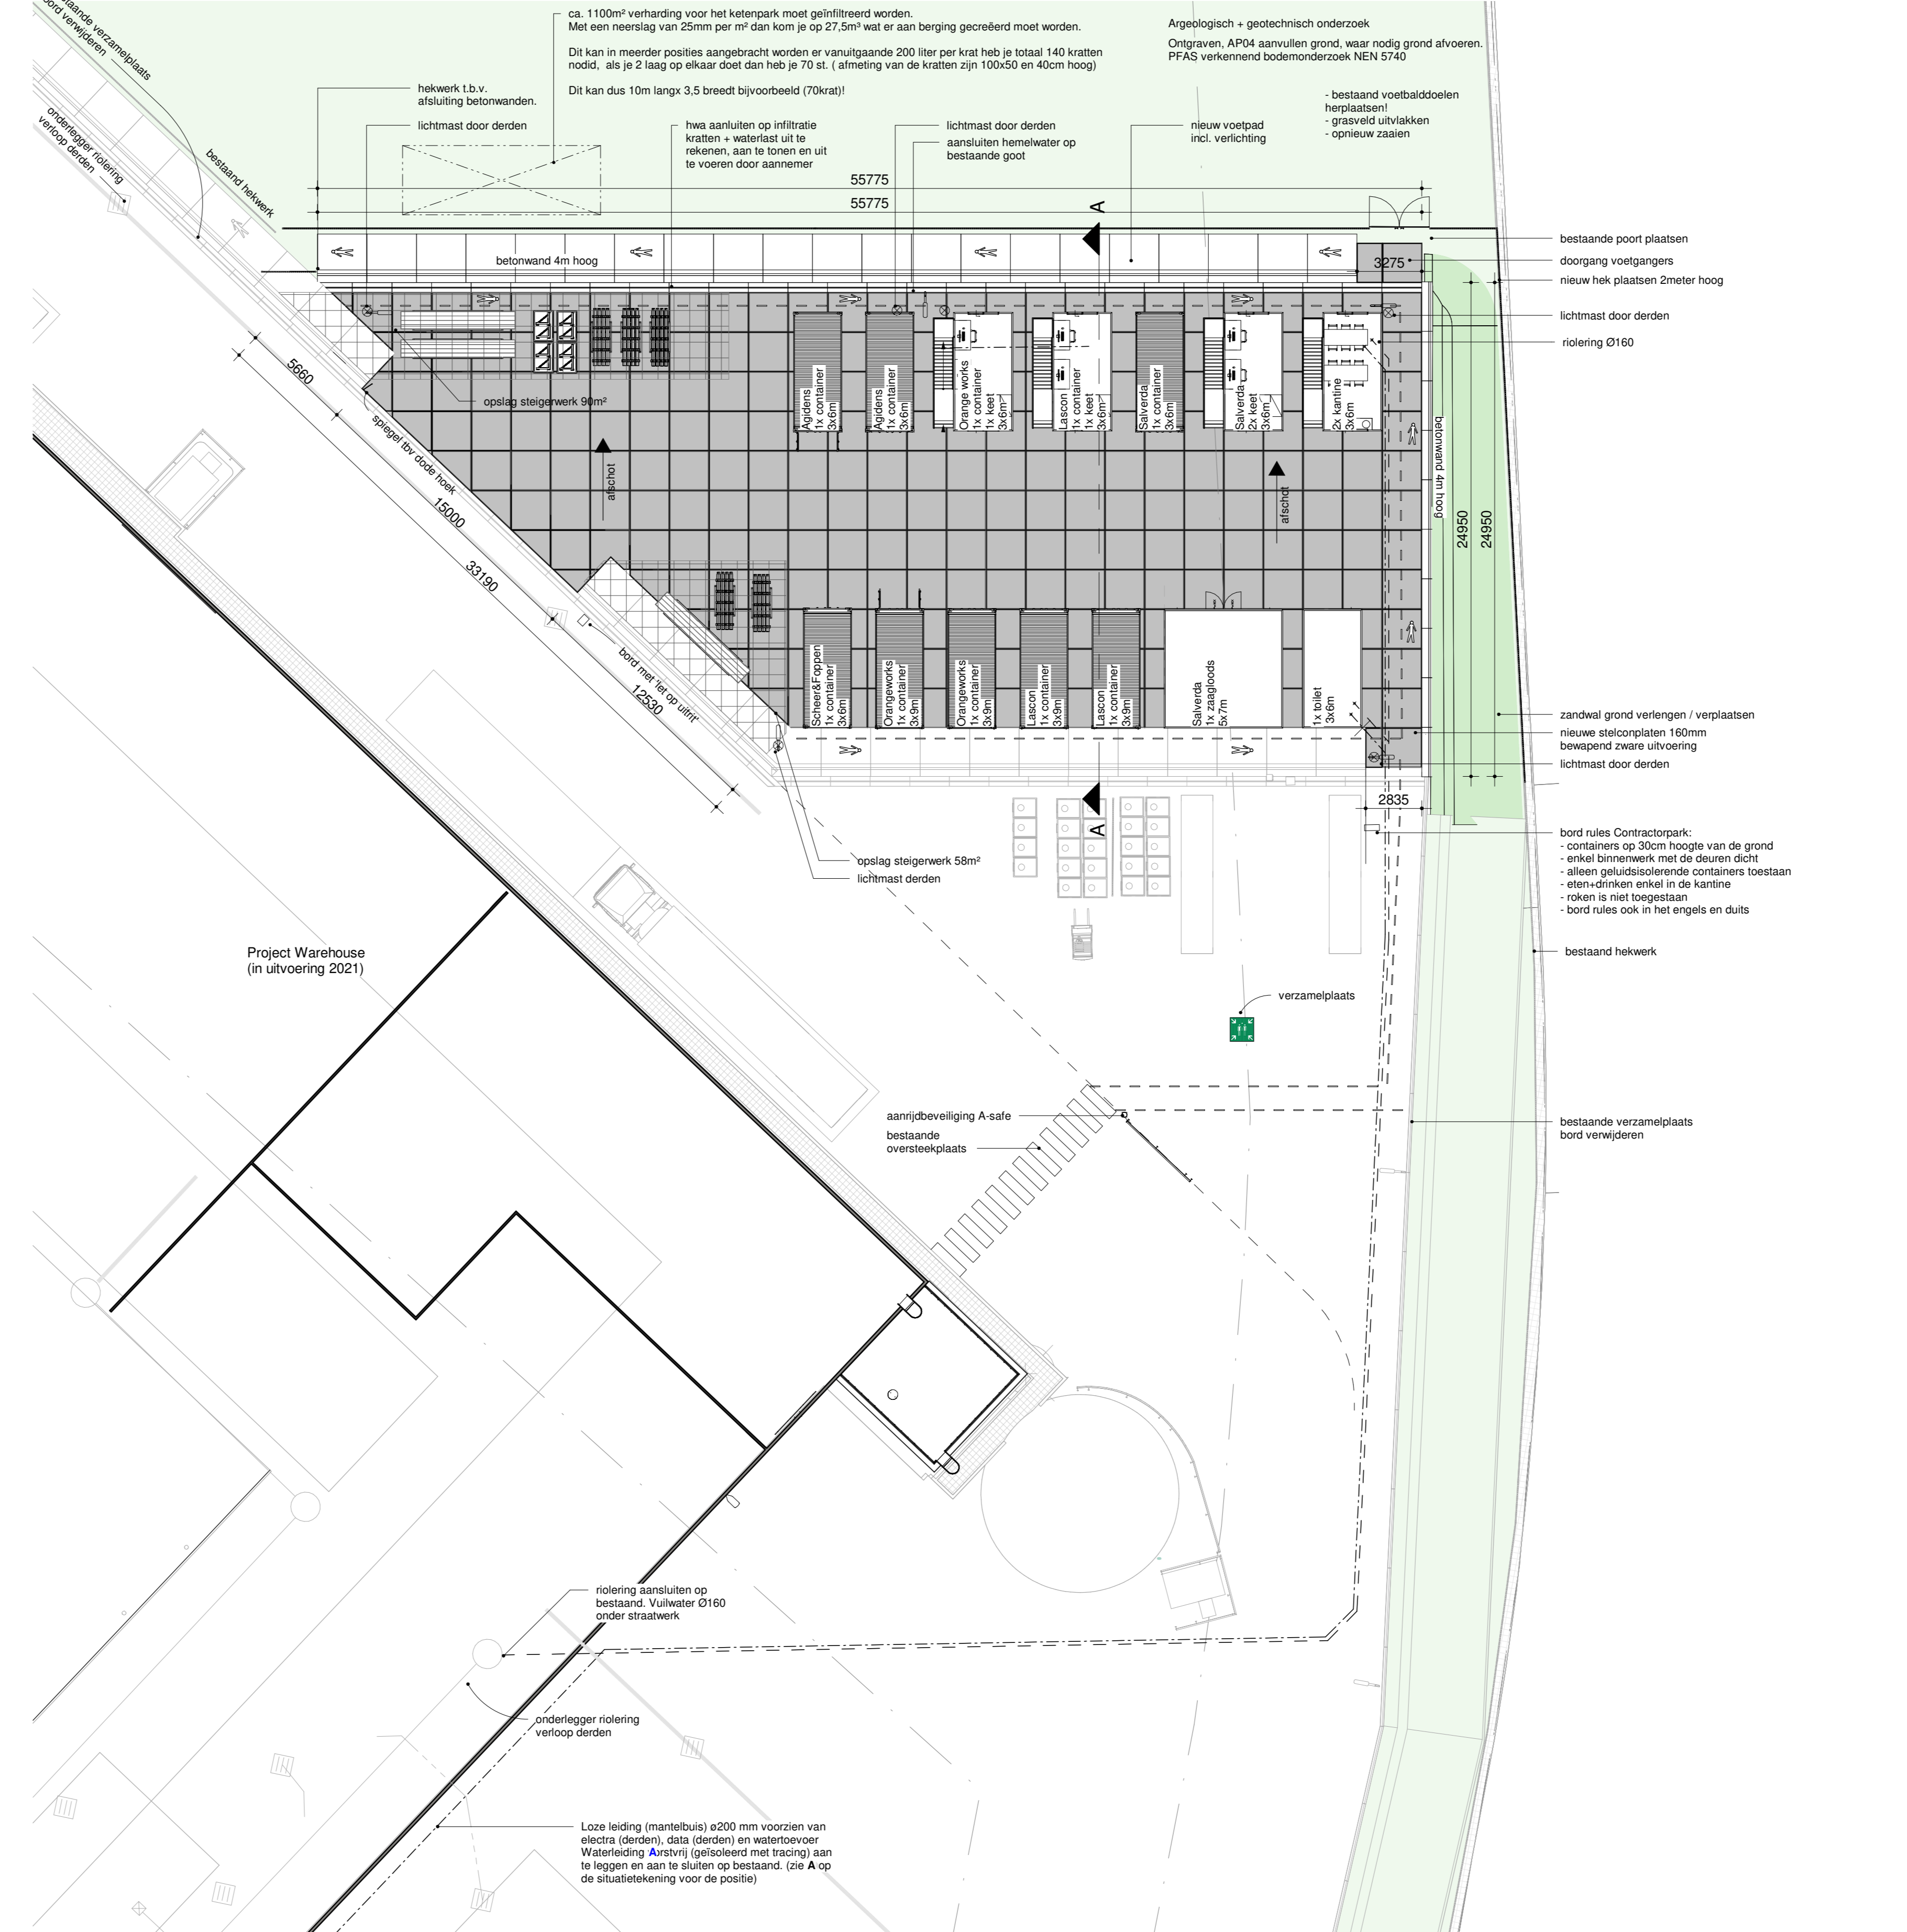 bestaande verzamelplaats
bord verwijderen
onderlegger riolering
verloop derden
bestaand hekwerk
ca. 1100m² verharding voor het ketenpark moet geïnfiltreerd worden.
Met een neerslag van 25mm per m² dan kom je op 27,5m³ wat er aan berging gecreëerd moet worden.
Dit kan in meerder posities aangebracht worden er vanuitgaande 200 liter per krat heb je totaal 140 kratten
nodid, als je 2 laag op elkaar doet dan heb je 70 st. ( afmeting van de kratten zijn 100x50 en 40cm hoog)
Dit kan dus 10m langx 3,5 breedt bijvoorbeeld (70krat)!
Argeologisch + geotechnisch onderzoek
Ontgraven, AP04 aanvullen grond, waar nodig grond afvoeren.
PFAS verkennend bodemonderzoek NEN 5740
- bestaand voetbalddoelen
herplaatsen!
- grasveld uitvlakken
- opnieuw zaaien
hekwerk t.b.v.
afsluiting betonwanden.
lichtmast door derden
hwa aanluiten op infiltratie
kratten + waterlast uit te
rekenen, aan te tonen en uit
te voeren door aannemer
lichtmast door derden
aansluiten hemelwater op
bestaande goot
nieuw voetpad
incl. verlichting
55775
55775
A
betonwand 4m hoog
3275
bestaande poort plaatsen
doorgang voetgangers
nieuw hek plaatsen 2meter hoog
lichtmast door derden
riolering Ø160
opslag steigerwerk 90m²
Agidens
1x container
3x6m
Agidens
1x container
3x6m
Orange works
1x container
1x keet
3x6m
Lascon
1x container
1x keet
3x6m
Salverda
1x container
3x6m
Salverda
2x keet
3x6m
2x kantine
3x6m
betonwand 4m hoog
24950
24950
afschot
afschot
5660
spiegel tbv dode hoek
15000
33190
bord met 'let op uitrit'
12530
Scheer&Foppen
1x container
3x6m
Orangeworks
1x container
3x9m
Orangeworks
1x container
3x9m
Lascon
1x container
3x9m
Lascon
1x container
3x9m
Salverda
1x zaagloods
5x7m
1x toilet
3x6m
zandwal grond verlengen / verplaatsen
nieuwe stelconplaten 160mm
bewapend zware uitvoering
lichtmast door derden
2835
A
opslag steigerwerk 58m²
lichtmast derden
bord rules Contractorpark:
- containers op 30cm hoogte van de grond
- enkel binnenwerk met de deuren dicht
- alleen geluidsisolerende containers toestaan
- eten+drinken enkel in de kantine
- roken is niet toegestaan
- bord rules ook in het engels en duits
bestaand hekwerk
Project Warehouse
(in uitvoering 2021)
verzamelplaats
aanrijdbeveiliging A-safe
bestaande
oversteekplaats
bestaande verzamelplaats
bord verwijderen
riolering aansluiten op
bestaand. Vuilwater Ø160
onder straatwerk
onderlegger riolering
verloop derden
Loze leiding (mantelbuis) ø200 mm voorzien van
electra (derden), data (derden) en watertoevoer
Waterleiding A (geïsoleerd met tracing) aan
te leggen en aan te sluiten op bestaand. (zie A op
de situatietekening voor de positie)